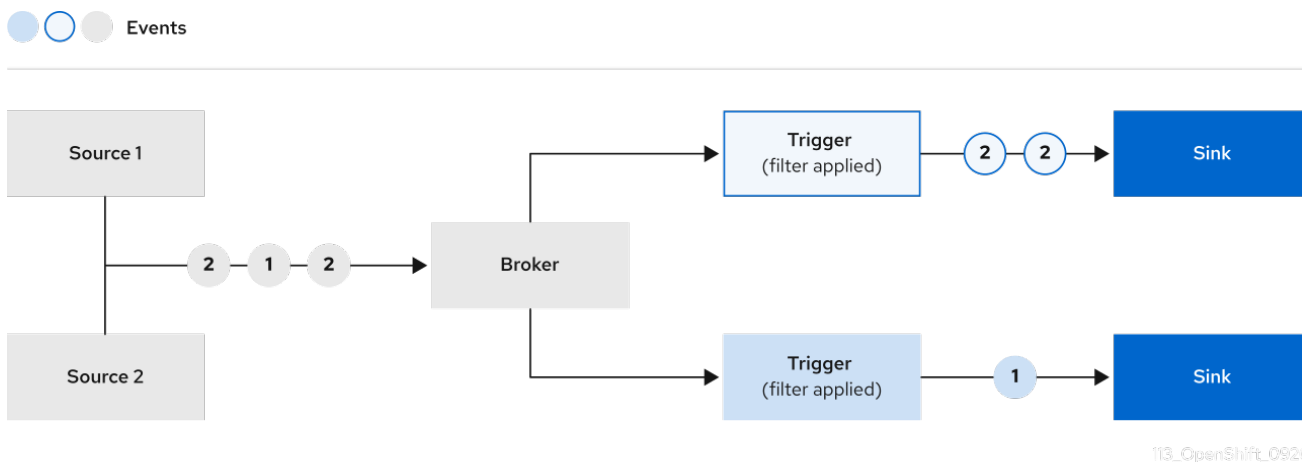 Events
Source 1
Source 2
2 1 2
Broker
Trigger
(filter applied)
2 2
Sink
Trigger
(filter applied)
1
Sink
113_OpenShift_092